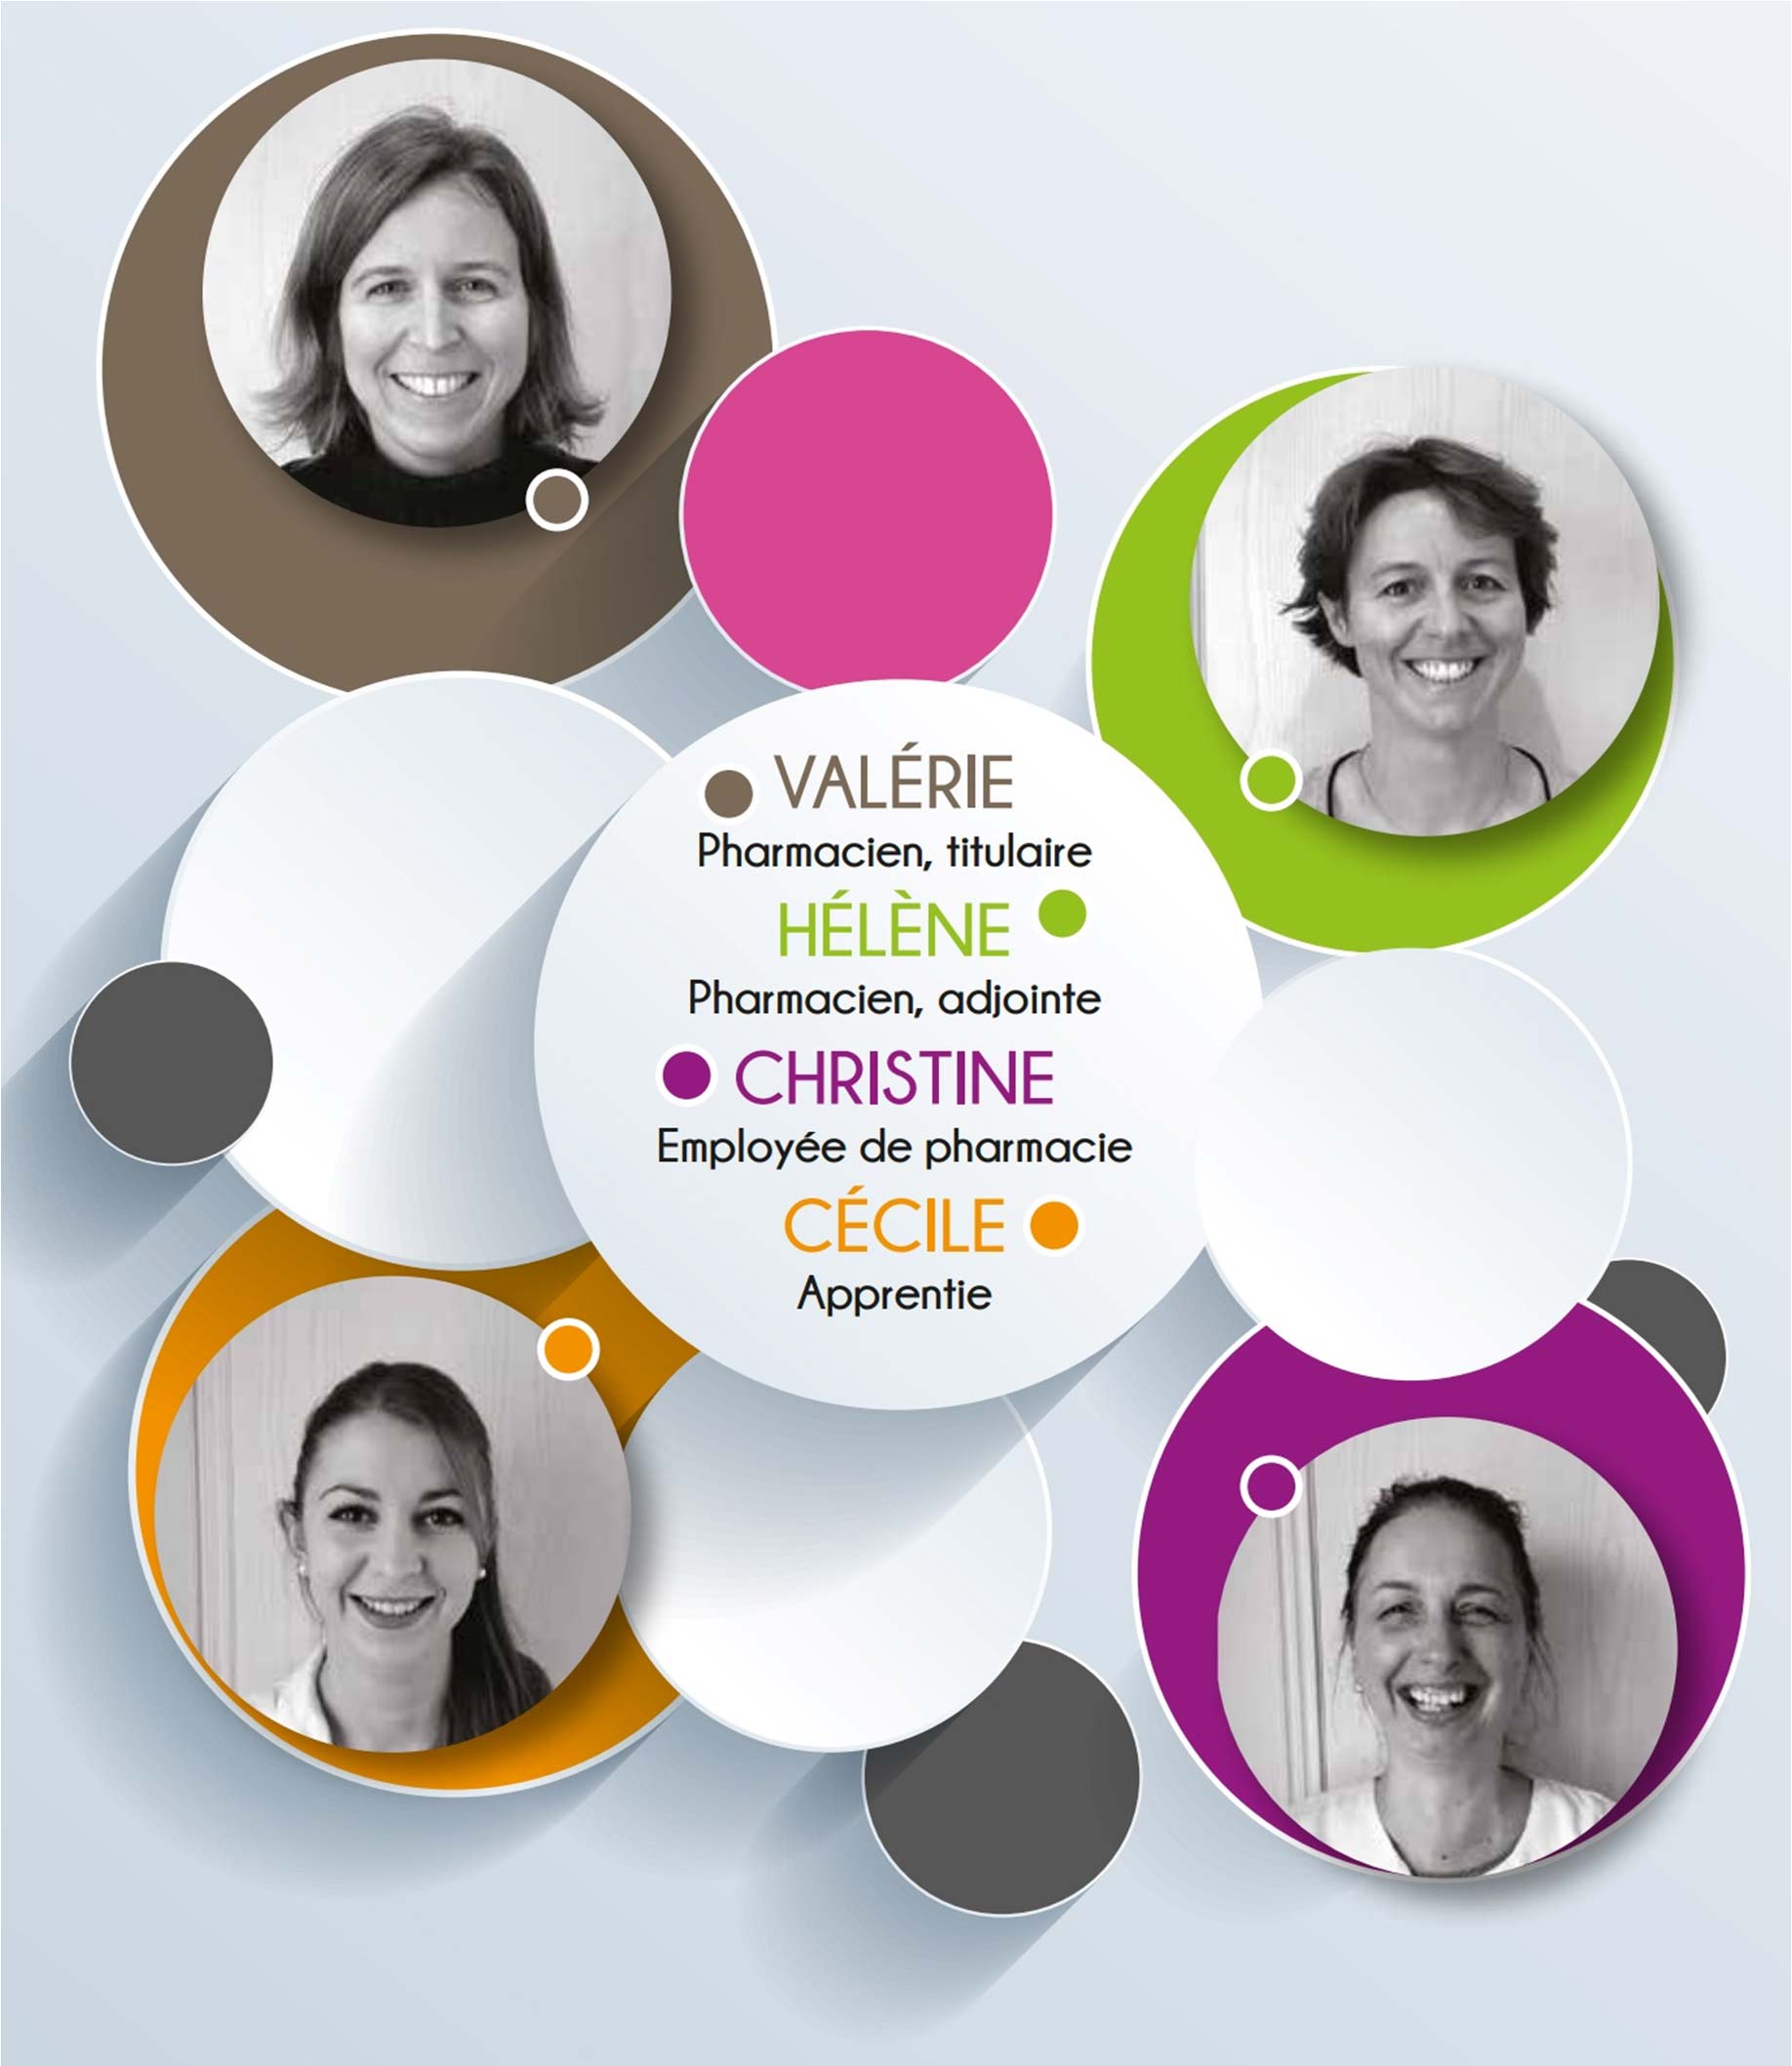 VALÉRIE
Pharmacien, titulaire
HÉLÈNE
Pharmacien, adjointe
CHRISTINE
Employée de pharmacie
CÉCILE
Apprentie